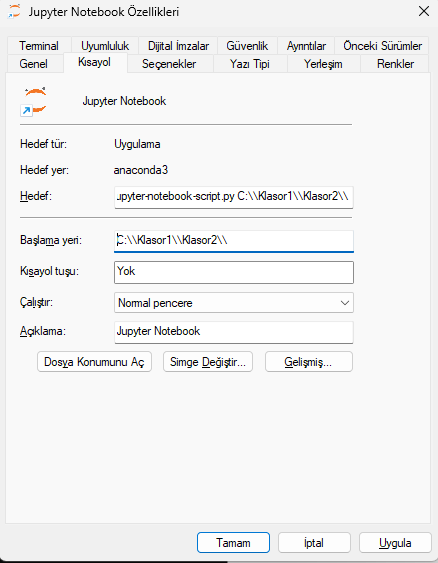 Jupyter Notebook Özellikleri
Terminal Uyumluluk Dijital İmzalar Güvenlik Ayrıntılar Önceki Sürümler
Genel Kısayol Seçenekler Yazı Tipi Yerleşim Renkler
Jupyter Notebook
Hedef tür: Uygulama
Hedef yer: anaconda3
Hedef: upyter-notebook-script.py C:\\Klasor1\\Klasor2\\
Başlama yeri: C:\\Klasor1\\Klasor2\\
Kısayol tuşu: Yok
Çalıştır: Normal pencere
Açıklama: Jupyter Notebook
Dosya Konumunu Aç Simge Değiştir... Gelişmiş...
Tamam İptal Uygula